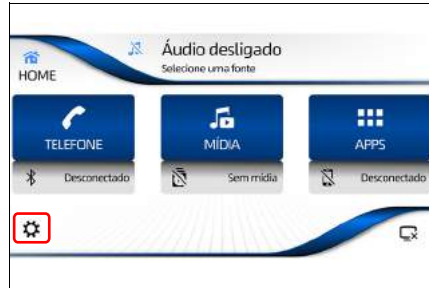 Áudio desligado
Selecione uma fonte
HOME
TELEFONE
MÍDIA
APPS
Desconectado
Sem mídia
Desconectado